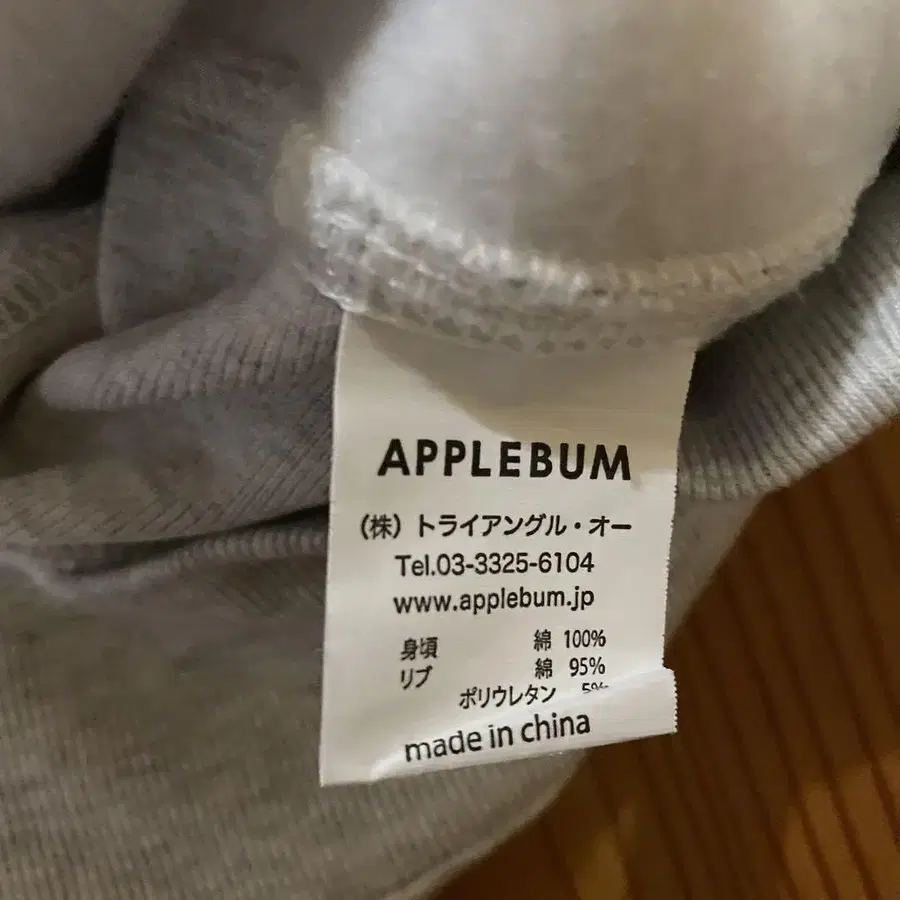 APPLEBUM
（株）トライアングル・オー
Tel.03-3325-6104
www.applebum.jp
身頃 綿 100%
リブ 綿 95%
ポリウレタン 5%
made in china